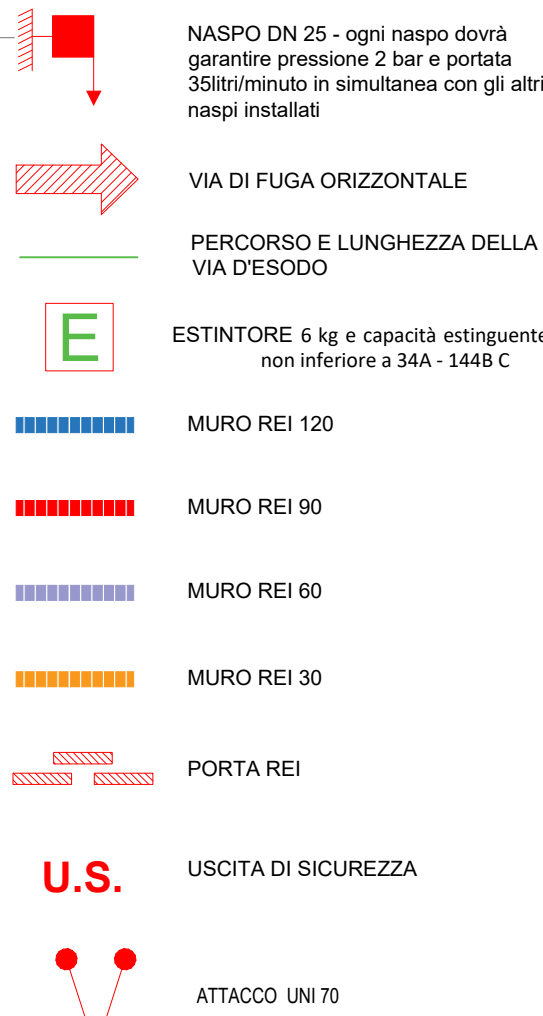 NASPO DN 25 - ogni naspo dovrà
garantire pressione 2 bar e portata
35litri/minuto in simultanea con gli altri
naspi installati
VIA DI FUGA ORIZZONTALE
PERCORSO E LUNGHEZZA DELLA
VIA D'ESODO
E
ESTINTORE 6 kg e capacità estinguente
non inferiore a 34A - 144B C
MURO REI 120
MURO REI 90
MURO REI 60
MURO REI 30
PORTA REI
U.S.
USCITA DI SICUREZZA
ATTACCO UNI 70